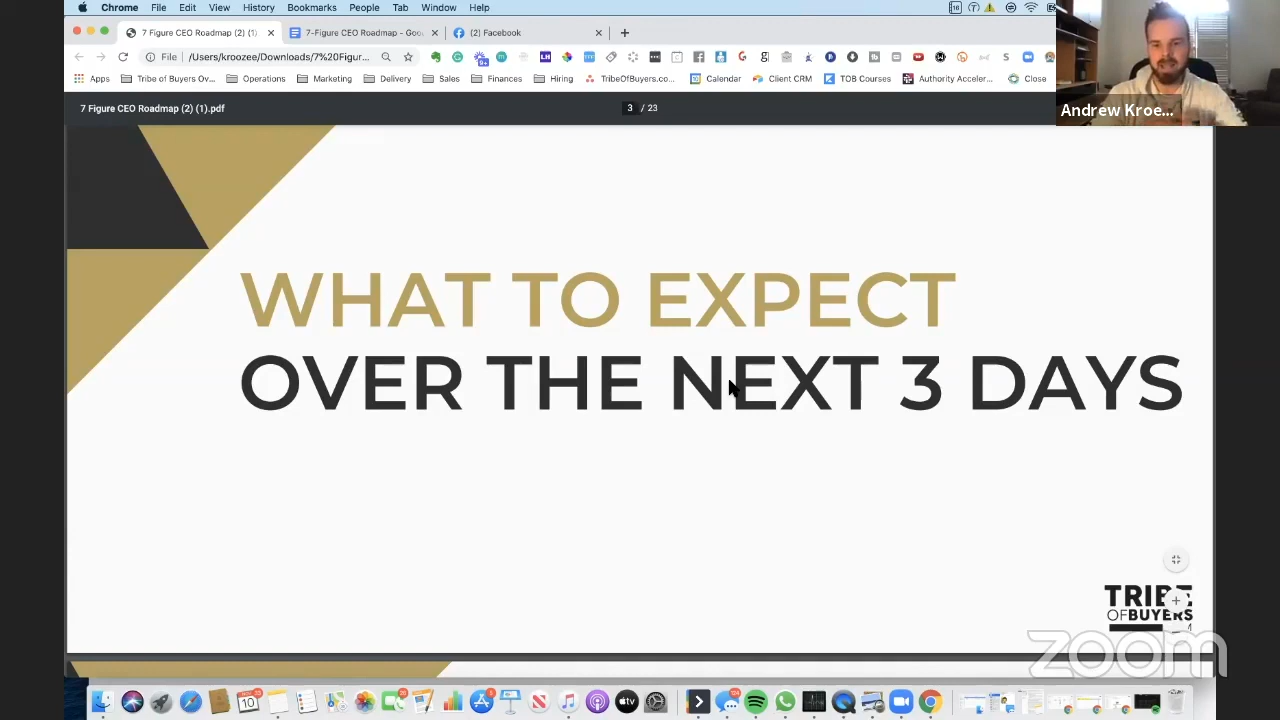 Chrome File Edit View History Bookmarks People Tab Window Help
7 Figure CEO Roadmap (2) (1)
7-Figure CEO Roadmap - Goo
(2) Facebook
File /Users/kroozee/Downloads/7%20Figur...
Apps Tribe of Buyers Ov... Operations Marketing Delivery Sales Finances Hiring TribeOfBuyers.co... Calendar Client CRM TOB Courses Authority Acceler... Close
Andrew Kroe...
7 Figure CEO Roadmap (2) (1).pdf
3 / 23
WHAT TO EXPECT
OVER THE NEXT 3 DAYS
TRIBE
OFBUYERS
zoom